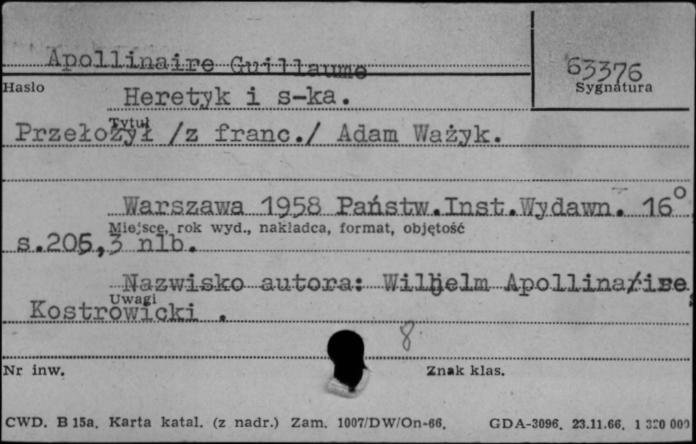 Apollinaire Guillaume
63376
Hasło
Sygnatura
Heretyk i s-ka.
Tytuł
Przełożył /z franc./ Adam Ważyk.
Warszawa 1958 Państw.Inst.Wydawn. 16°
Miejsce, rok wyd., nakładca, format, objętość
s.205,3 nlb.
Nazwisko autora: Wilhelm Apollinaire
Uwagi
Kostrowicki .
8
Nr inw.
Znak klas.
CWD. B 15a. Karta katal. (z nadr.) Zam. 1007/DW/On-66. GDA-3096. 23.11.66. 1 320 000